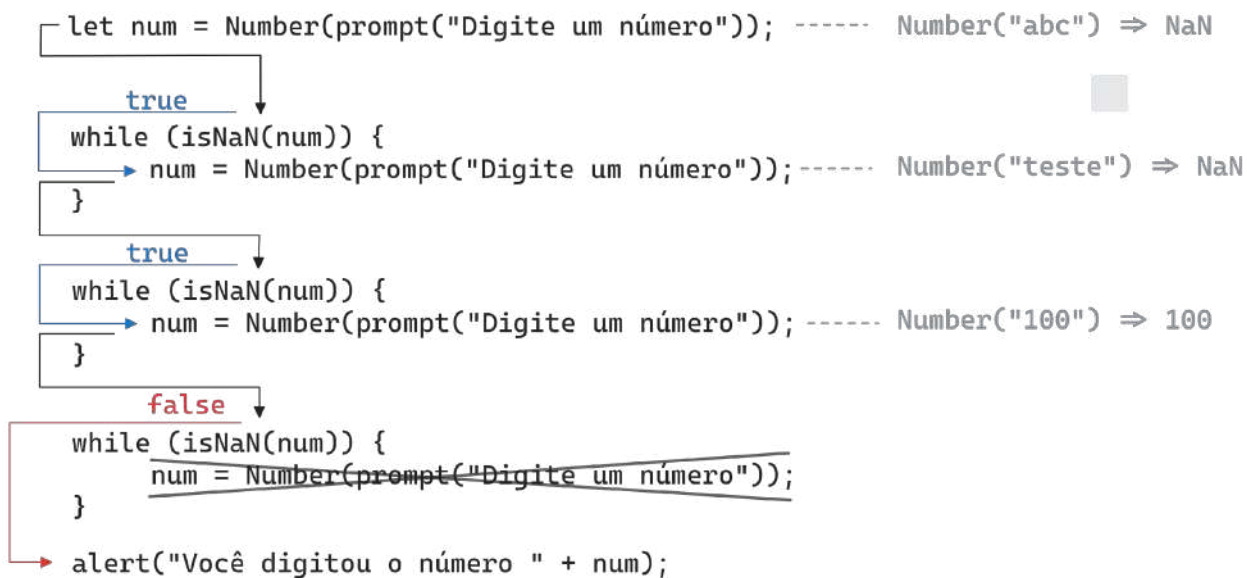 let num = Number(prompt("Digite um número")); ----- Number("abc") ⇒ NaN
true
while (isNaN(num)) {
num = Number(prompt("Digite um número")); ----- Number("teste") ⇒ NaN
}
true
while (isNaN(num)) {
num = Number(prompt("Digite um número")); ----- Number("100") ⇒ 100
}
false
while (isNaN(num)) {
num = Number(prompt("Digite um número"));
}
alert("Você digitou o número " + num);